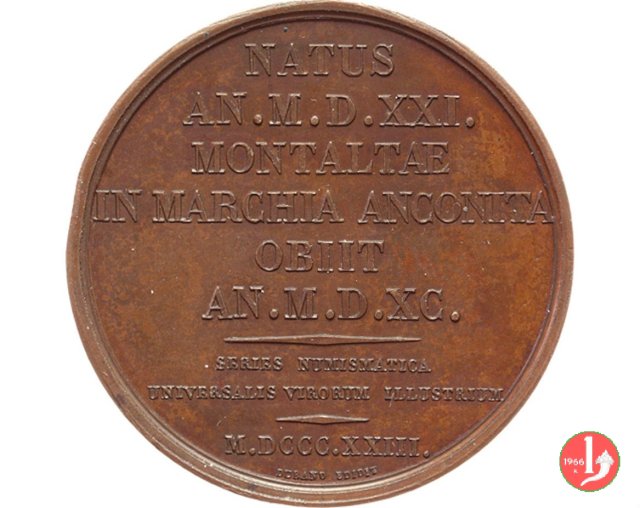 NATUS
AN.M.D.XXI.
MONTALTAE
IN MARCHIA ANCONITA
OBIIT
AN.M.D.XC.
SERIES NUMISMATICA
UNIVERSALIS VIRORUM ILLUSTRIUM
M.DCCC.XXIII.
DURAND EDIDIT
1966